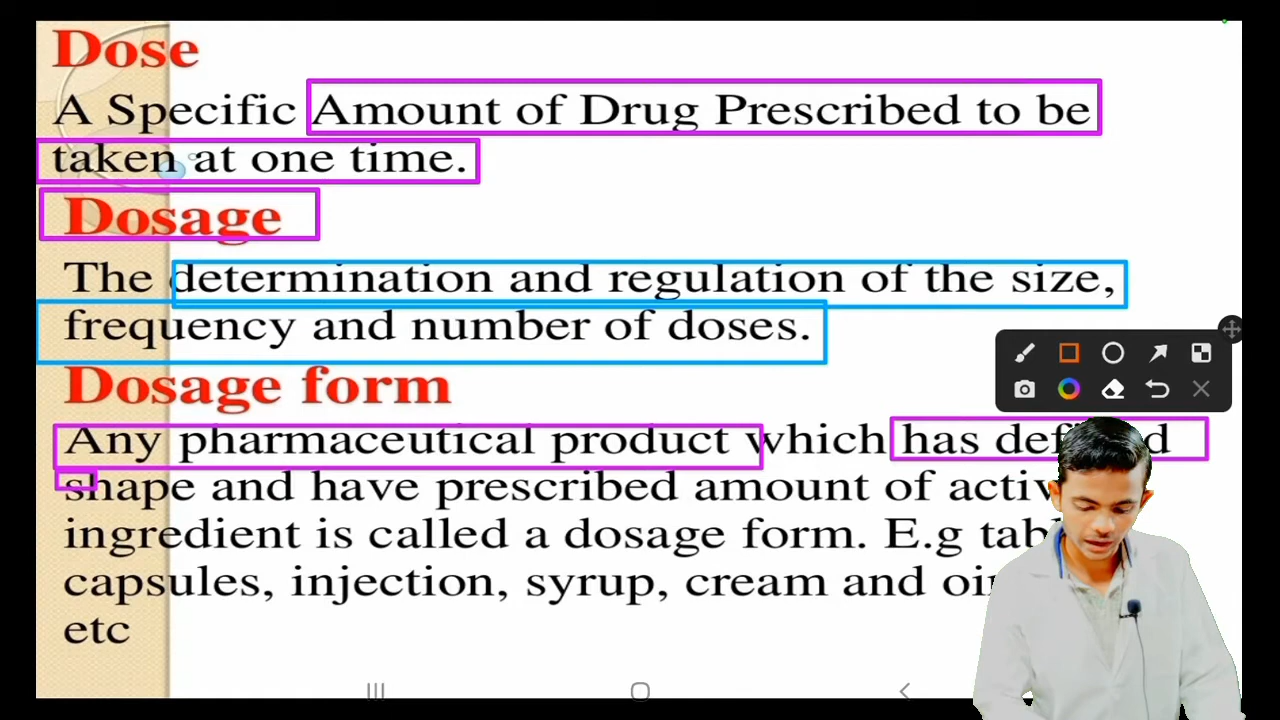 Dose
A Specific Amount of Drug Prescribed to be
taken at one time.
Dosage
The determination and regulation of the size,
frequency and number of doses.
Dosage form
Any pharmaceutical product which has
shape and have prescribed amount of
ingredient is called a dosage form. E.g
capsules, injection, syrup, cream and
etc